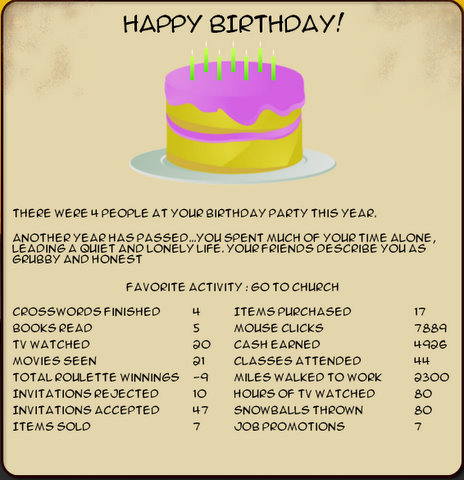 HAPPY BIRTHDAY!
THERE WERE 4 PEOPLE AT YOUR BIRTHDAY PARTY THIS YEAR.
ANOTHER YEAR HAS PASSED...YOU SPENT MUCH OF YOUR TIME ALONE,
LEADING A QUIET AND LONELY LIFE. YOUR FRIENDS DESCRIBE YOU AS
GRUBBY AND HONEST
FAVORITE ACTIVITY : GO TO CHURCH
CROSSWORDS FINISHED 4 ITEMS PURCHASED 17
BOOKS READ 5 MOUSE CLICKS 7889
TV WATCHED 20 CASH EARNED 4926
MOVIES SEEN 21 CLASSES ATTENDED 44
TOTAL ROULETTE WINNINGS -9 MILES WALKED TO WORK 2300
INVITATIONS REJECTED 10 HOURS OF TV WATCHED 80
INVITATIONS ACCEPTED 47 SNOWBALLS THROWN 80
ITEMS SOLD 7 JOB PROMOTIONS 7